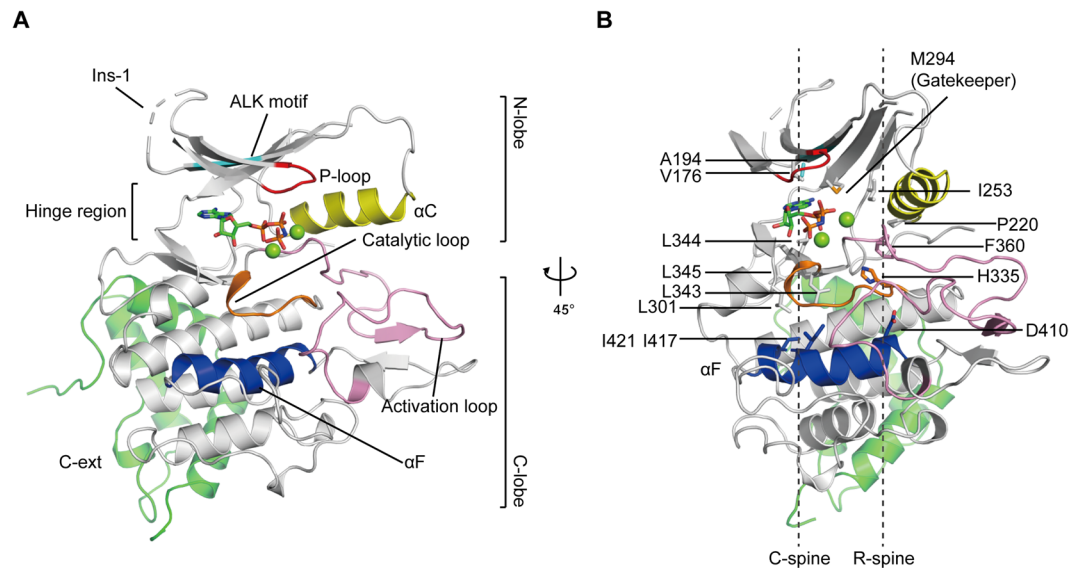 A
Ins-1
ALK motif
P-loop
N-lobe
Hinge region
αC
Catalytic loop
Activation loop
C-ext
αF
C-lobe
45°
B
M294
(Gatekeeper)
A194
V176
I253
P220
L344
F360
L345
H335
L343
L301
I421 I417
D410
αF
C-spine
R-spine